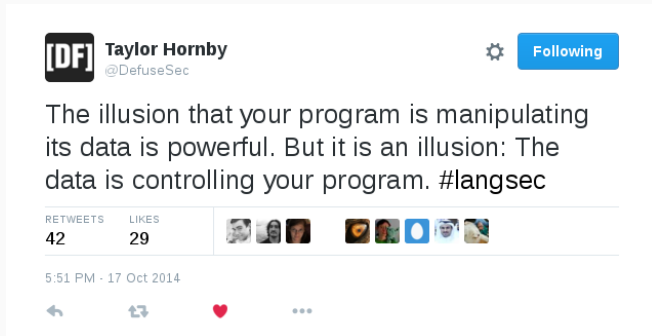 [DF]
Taylor Hornby
@DefuseSec
Following
The illusion that your program is manipulating
its data is powerful. But it is an illusion: The
data is controlling your program. #langsec
RETWEETS LIKES
42 29
5:51 PM - 17 Oct 2014